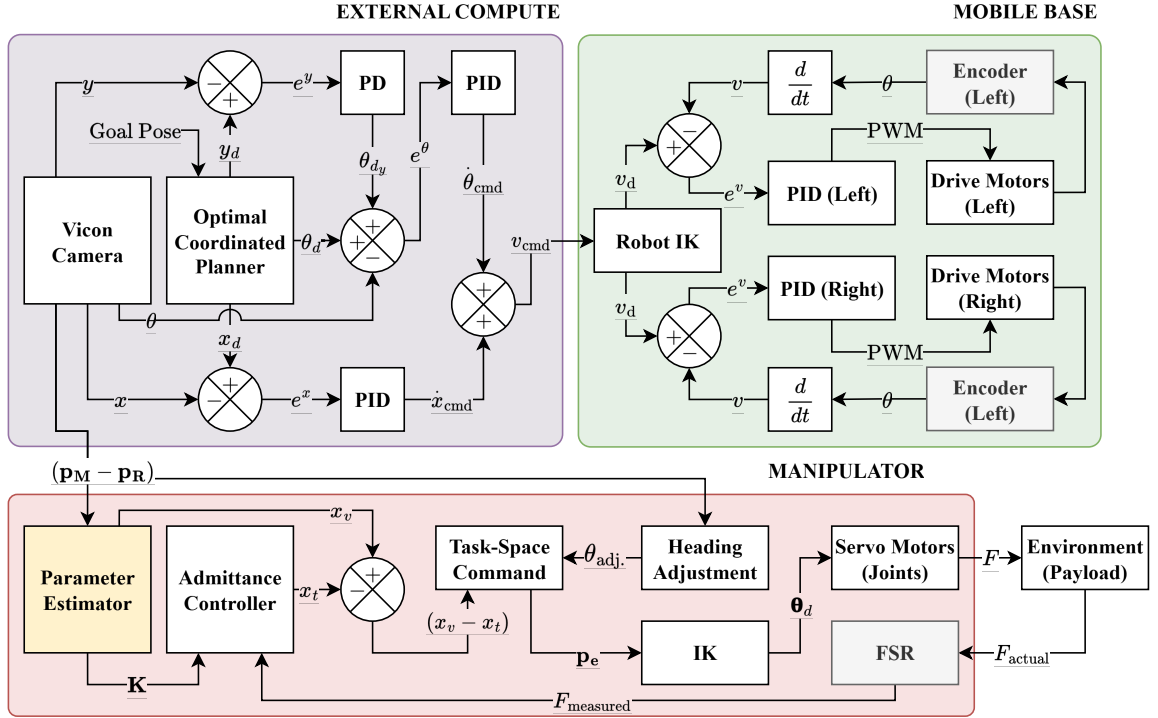 EXTERNAL COMPUTE
MOBILE BASE
y
−
+
e^y
PD
PID
Goal Pose
y_d
θ_{d_y}
e^θ
θ̇_cmd
Vicon
Camera
Optimal
Coordinated
Planner
θ_d
+
+
−
v_cmd
θ
x_d
+
+
x
+
−
e^x
PID
ẋ_cmd
v
d
dt
θ
Encoder
(Left)
−
+
PWM
v_d
e^v
PID (Left)
Drive Motors
(Left)
Robot IK
v_d
e^v
PID (Right)
Drive Motors
(Right)
+
−
PWM
v
d
dt
θ
Encoder
(Left)
(p_M − p_R)
MANIPULATOR
x_v
Parameter
Estimator
Admittance
Controller
x_t
+
−
Task-Space
Command
θ_adj.
Heading
Adjustment
Servo Motors
(Joints)
F
Environment
(Payload)
(x_v − x_t)
θ_d
K
p_e
IK
FSR
F_actual
F_measured